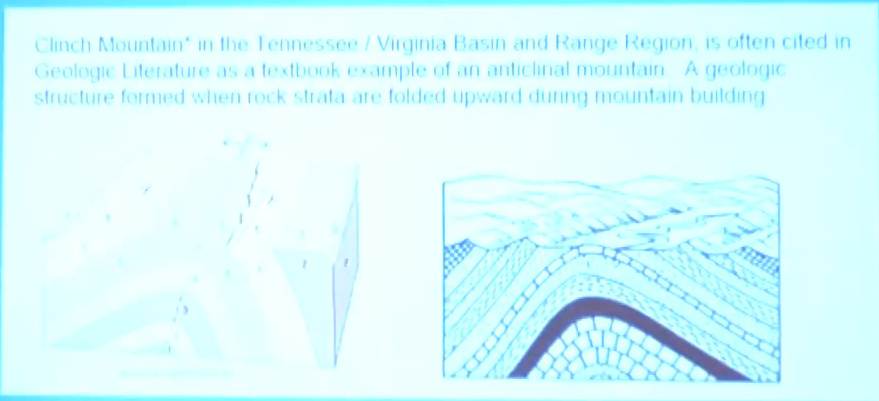 Clinch Mountain* in the Tennessee / Virginia Basin and Range Region, is often cited in
Geologic Literature as a textbook example of an anticlinal mountain. A geologic
structure formed when rock strata are folded upward during mountain building